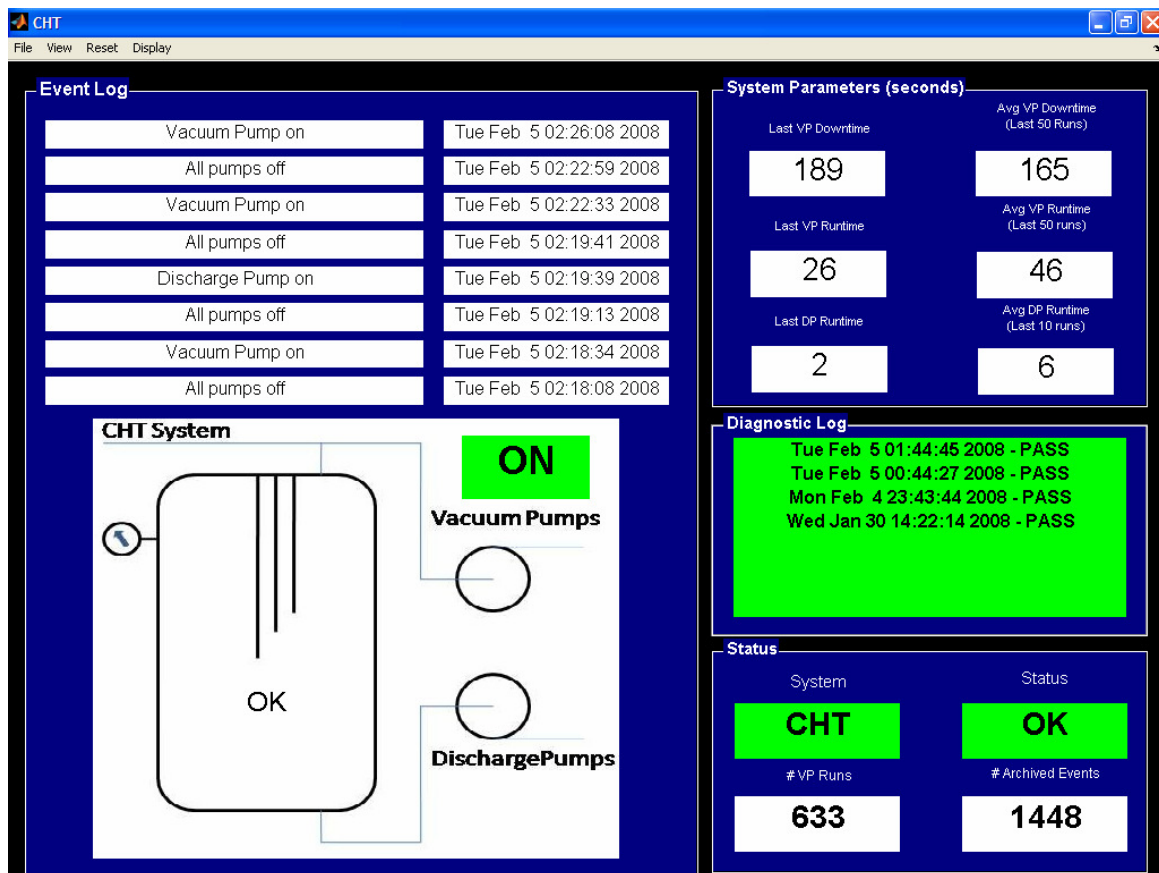 CHT
File View Reset Display
Event Log
Vacuum Pump on Tue Feb 5 02:26:08 2008
All pumps off Tue Feb 5 02:22:59 2008
Vacuum Pump on Tue Feb 5 02:22:33 2008
All pumps off Tue Feb 5 02:19:41 2008
Discharge Pump on Tue Feb 5 02:19:39 2008
All pumps off Tue Feb 5 02:19:13 2008
Vacuum Pump on Tue Feb 5 02:18:34 2008
All pumps off Tue Feb 5 02:18:08 2008
CHT System
ON
Vacuum Pumps
OK
DischargePumps
System Parameters (seconds)
Last VP Downtime
189
Avg VP Downtime
(Last 50 Runs)
165
Last VP Runtime
26
Avg VP Runtime
(Last 50 runs)
46
Last DP Runtime
2
Avg DP Runtime
(Last 10 runs)
6
Diagnostic Log
Tue Feb 5 01:44:45 2008 - PASS
Tue Feb 5 00:44:27 2008 - PASS
Mon Feb 4 23:43:44 2008 - PASS
Wed Jan 30 14:22:14 2008 - PASS
Status
System Status
CHT OK
# VP Runs # Archived Events
633 1448